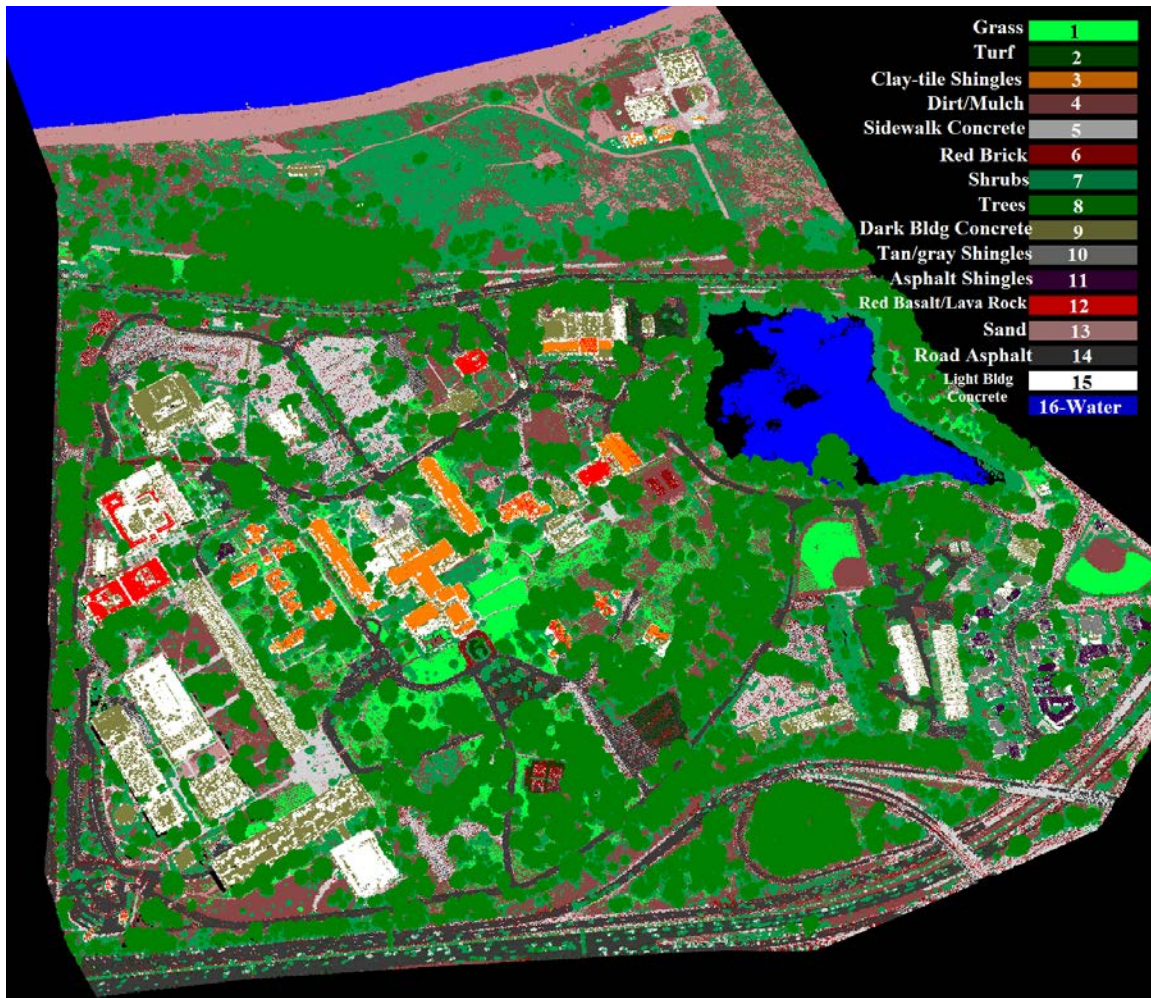 Grass 1
Turf 2
Clay-tile Shingles 3
Dirt/Mulch 4
Sidewalk Concrete 5
Red Brick 6
Shrubs 7
Trees 8
Dark Bldg Concrete 9
Tan/gray Shingles 10
Asphalt Shingles 11
Red Basalt/Lava Rock 12
Sand 13
Road Asphalt 14
Light Bldg
Concrete 15
16-Water